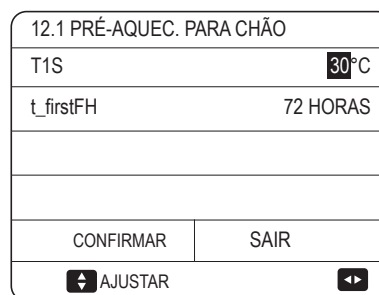 12.1 PRÉ-AQUEC. PARA CHÃO
T1S 30°C
t_firstFH 72 HORAS
CONFIRMAR SAIR
AJUSTAR